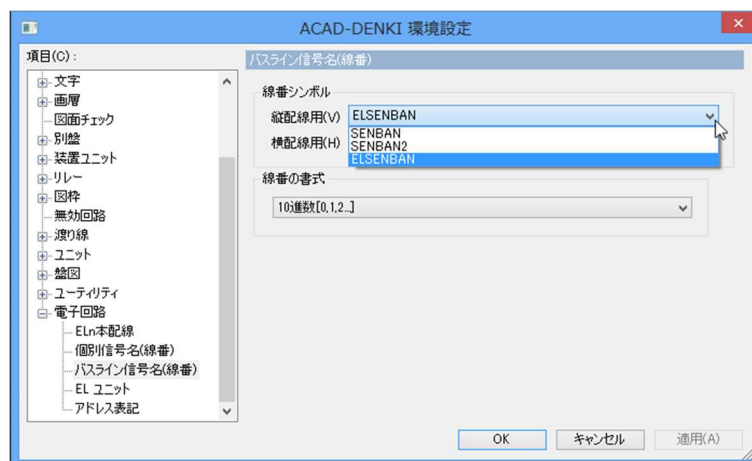 ACAD-DENKI 環境設定
項目(C):
文字
画層
図面チェック
別盤
装置ユニット
リレー
図枠
無効回路
渡り線
ユニット
盤図
ユーティリティ
電子回路
ELn本配線
個別信号名(線番)
バスライン信号名(線番)
EL ユニット
アドレス表記
バスライン信号名(線番)
線番シンボル
縦配線用(V) ELSENBAN
SENBAN
横配線用(H) SENBAN2
ELSENBAN
線番の書式
10進数[0,1,2...]
OK キャンセル 適用(A)